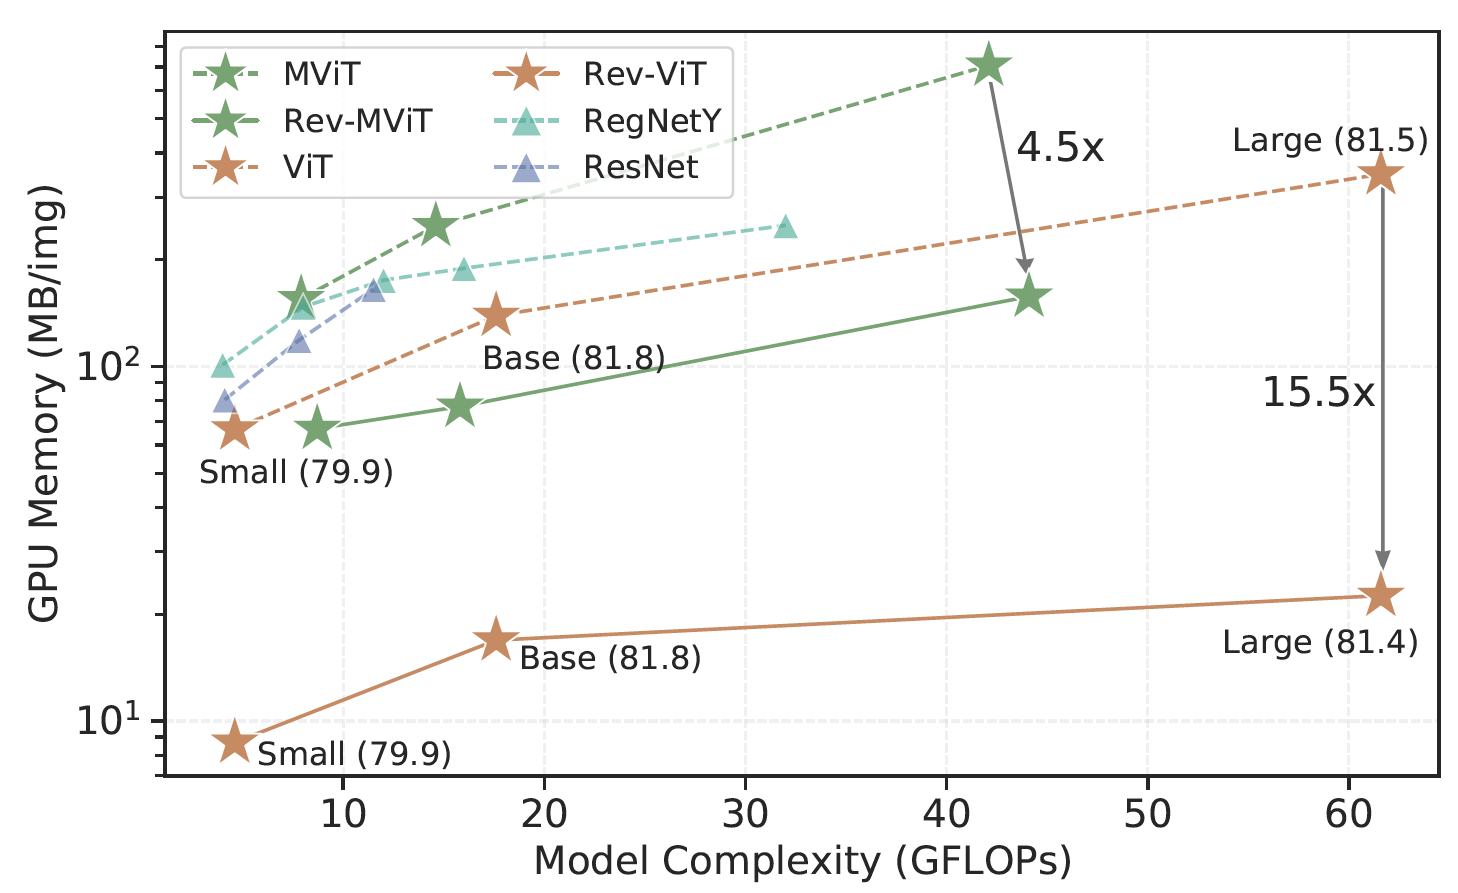 MViT
Rev-MViT
ViT
Rev-ViT
RegNetY
ResNet
4.5x
Large (81.5)
Base (81.8)
15.5x
Small (79.9)
Large (81.4)
Base (81.8)
Small (79.9)
GPU Memory (MB/img)
10²
10¹
10 20 30 40 50 60
Model Complexity (GFLOPs)